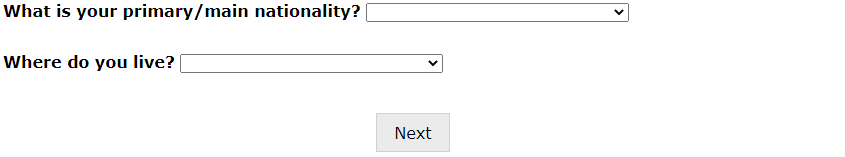 What is your primary/main nationality?
Where do you live?
Next